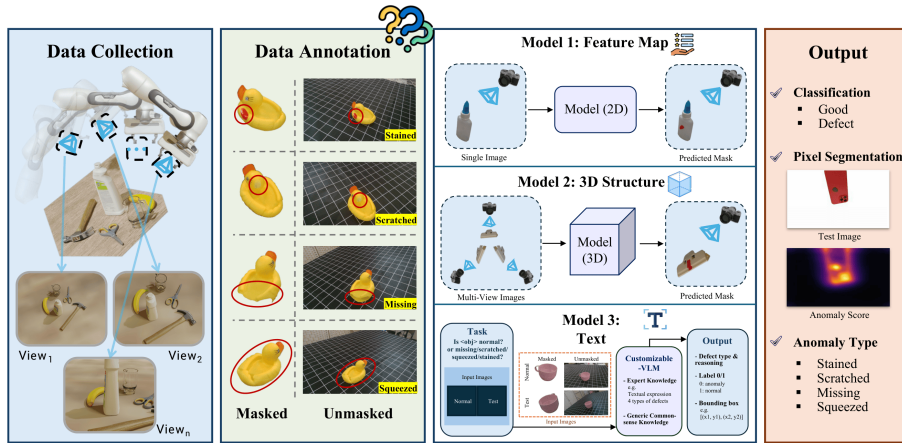 Data Collection
View1
View2
Viewn
Data Annotation
Stained
Scratched
Missing
Squeezed
Masked
Unmasked
Model 1: Feature Map
Model (2D)
Single Image
Predicted Mask
Model 2: 3D Structure
Model
(3D)
Multi-View Images
Predicted Mask
Model 3:
Text
T
Task
Is <obj> normal?
or missing/scratched/
squeezed/stained?
Input Images
Normal
Test
Masked
Unmasked
Normal
Test
Input Images
Customizable
-VLM
- Expert Knowledge
e.g.
Textual expression
4 types of defects
- Generic Common-
sense Knowledge
Output
- Defect type &
reasoning
- Label 0/1
0: anomaly
1: normal
- Bounding box
e.g.
[(x1, y1), (x2, y2)]
Output
Classification
Good
Defect
Pixel Segmentation
Test Image
Anomaly Score
Anomaly Type
Stained
Scratched
Missing
Squeezed